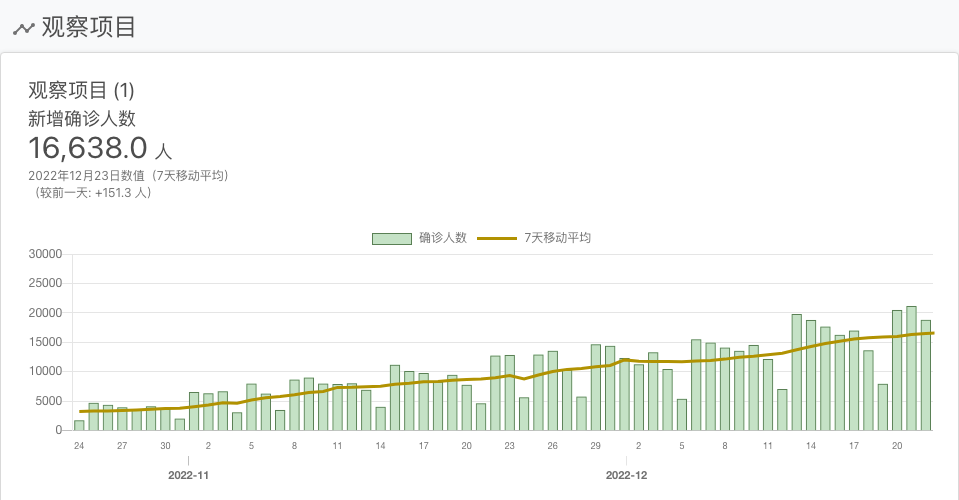 观察项目
观察项目 (1)
新增确诊人数
16,638.0 人
2022年12月23日数值（7天移动平均）
（较前一天: +151.3 人）
确诊人数 7天移动平均
30000
25000
20000
15000
10000
5000
0
24 27 30 2 5 8 11 14 17 20 23 26 29 2 5 8 11 14 17 20
2022-11 2022-12